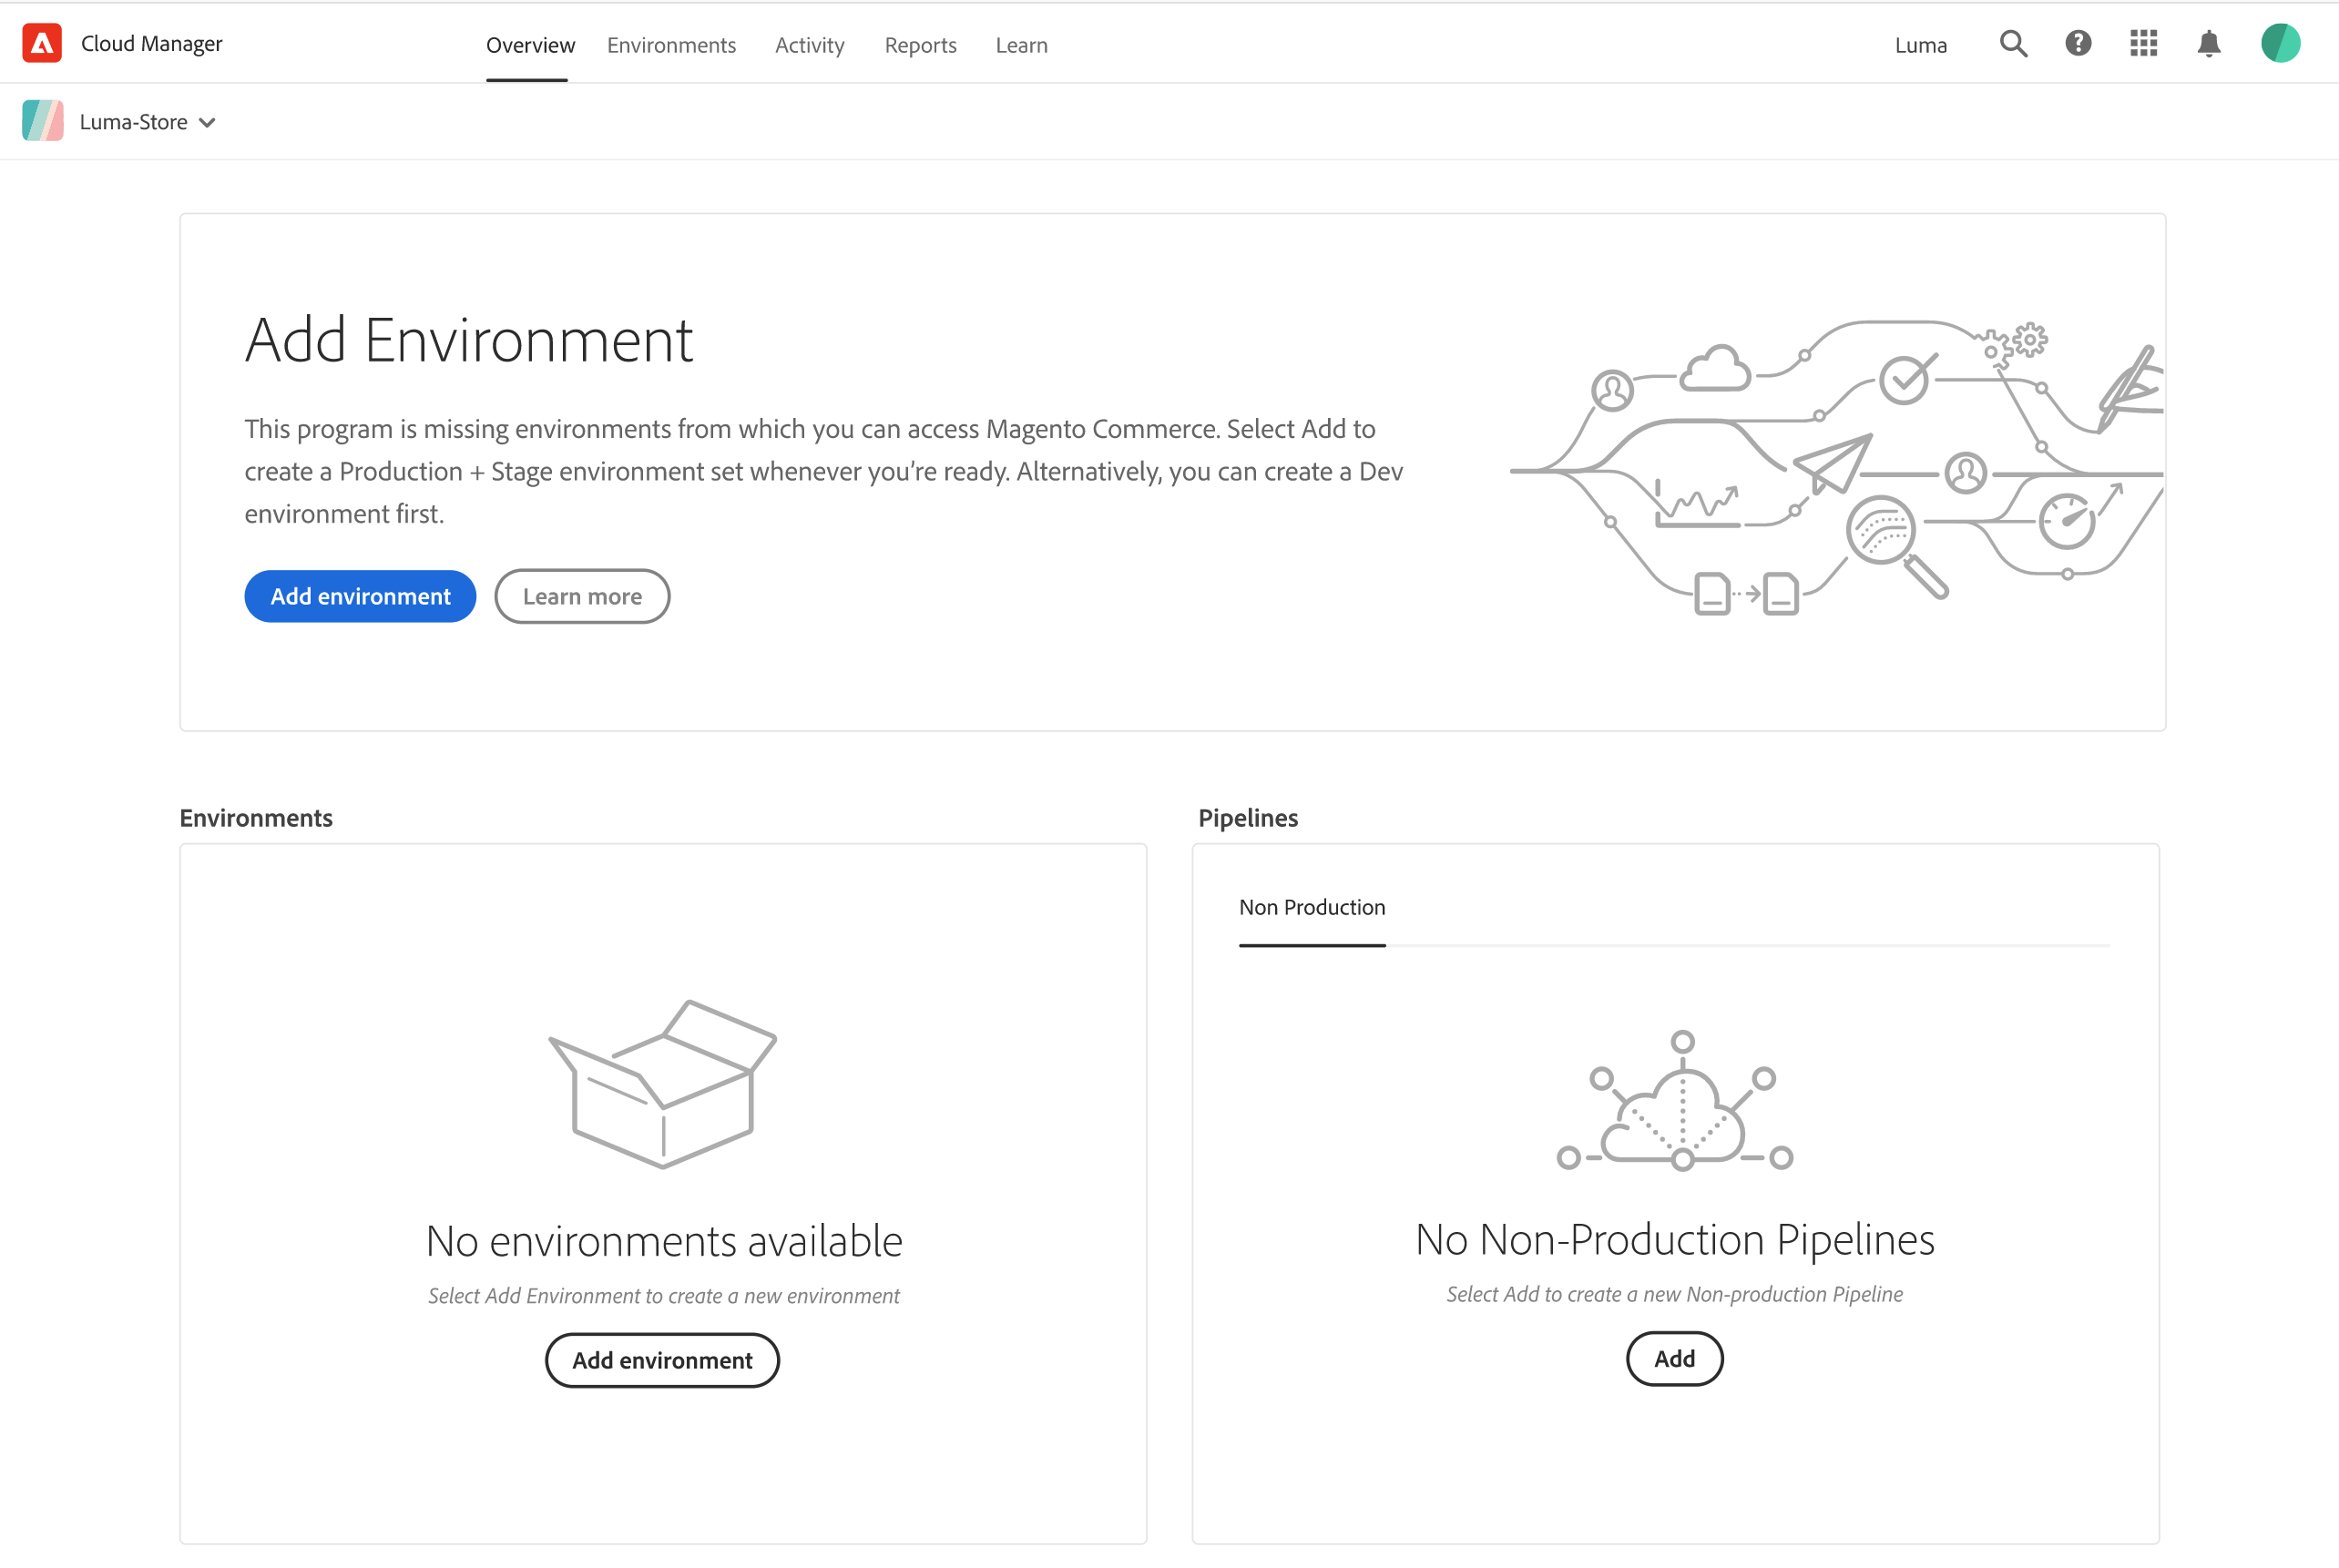 Cloud Manager
Overview
Environments
Activity
Reports
Learn
Luma
Luma-Store
Add Environment
This program is missing environments from which you can access Magento Commerce. Select Add to
create a Production + Stage environment set whenever you’re ready. Alternatively, you can create a Dev
environment first.
Add environment
Learn more
Environments
No environments available
Select Add Environment to create a new environment
Add environment
Pipelines
Non Production
No Non-Production Pipelines
Select Add to create a new Non-production Pipeline
Add